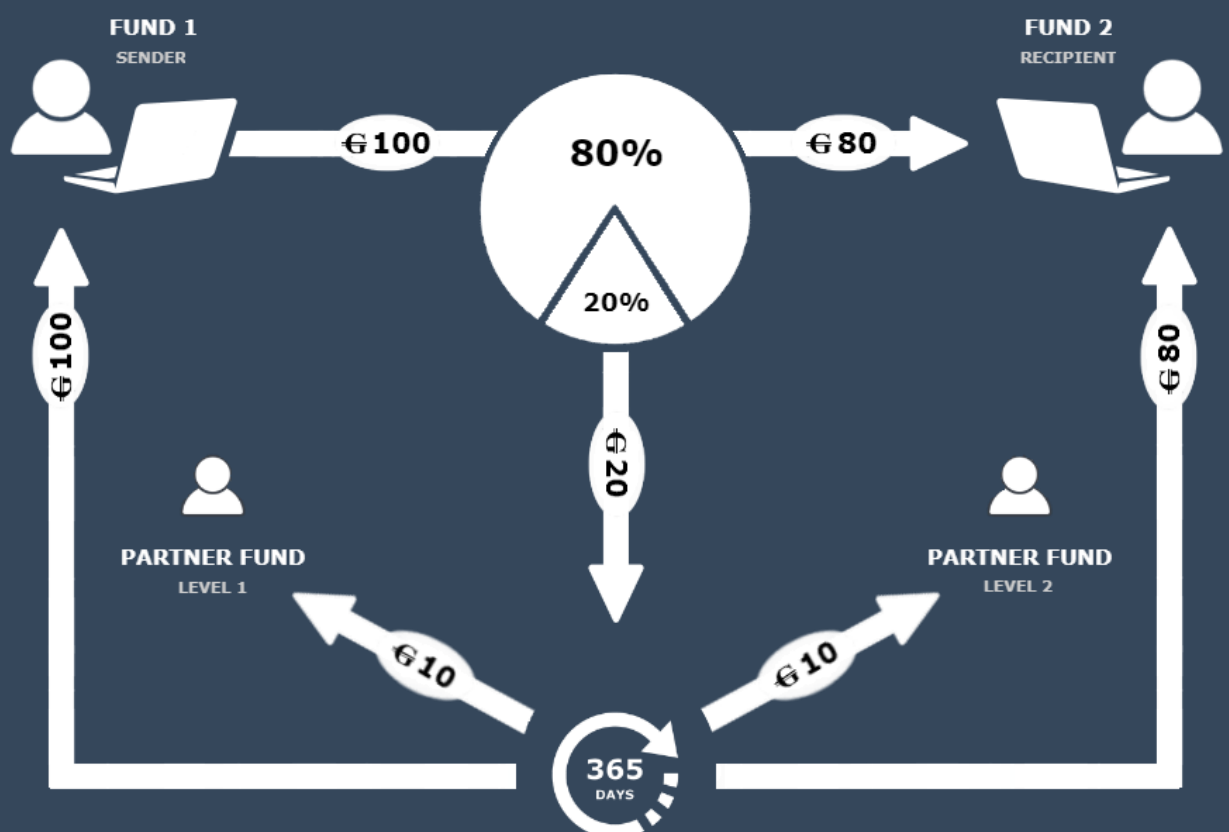 FUND 1
SENDER
FUND 2
RECIPIENT
₲100
80%
₲80
20%
₲100
₲20
₲80
PARTNER FUND
LEVEL 1
PARTNER FUND
LEVEL 2
₲10
₲10
365
DAYS